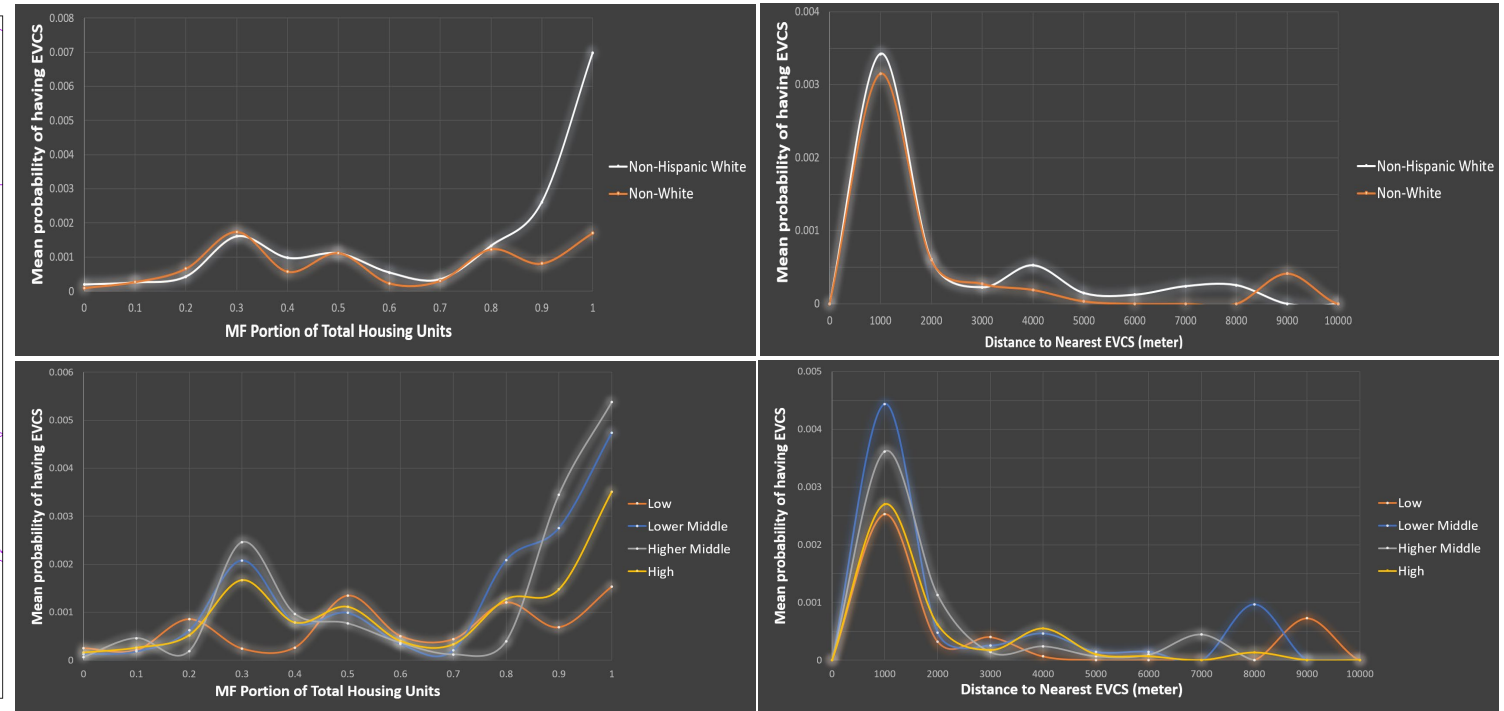 Mean probability of having EVCS
0.008
0.007
0.006
0.005
0.004
0.003
0.002
0.001
0
0 0.1 0.2 0.3 0.4 0.5 0.6 0.7 0.8 0.9 1
MF Portion of Total Housing Units
Non-Hispanic White
Non-White
Mean probability of having EVCS
0.004
0.003
0.002
0.001
0
0 1000 2000 3000 4000 5000 6000 7000 8000 9000 10000
Distance to Nearest EVCS (meter)
Non-Hispanic White
Non-White
Mean probability of having EVCS
0.006
0.005
0.004
0.003
0.002
0.001
0
0 0.1 0.2 0.3 0.4 0.5 0.6 0.7 0.8 0.9 1
MF Portion of Total Housing Units
Low
Lower Middle
Higher Middle
High
Mean probability of having EVCS
0.005
0.004
0.003
0.002
0.001
0
0 1000 2000 3000 4000 5000 6000 7000 8000 9000 10000
Distance to Nearest EVCS (meter)
Low
Lower Middle
Higher Middle
High